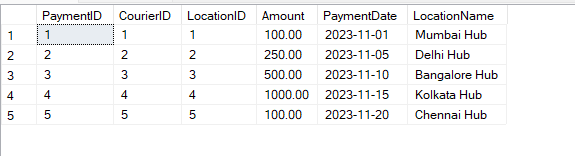 PaymentID CourierID LocationID Amount PaymentDate LocationName
1 1 1 1 100.00 2023-11-01 Mumbai Hub
2 2 2 2 250.00 2023-11-05 Delhi Hub
3 3 3 3 500.00 2023-11-10 Bangalore Hub
4 4 4 4 1000.00 2023-11-15 Kolkata Hub
5 5 5 5 100.00 2023-11-20 Chennai Hub